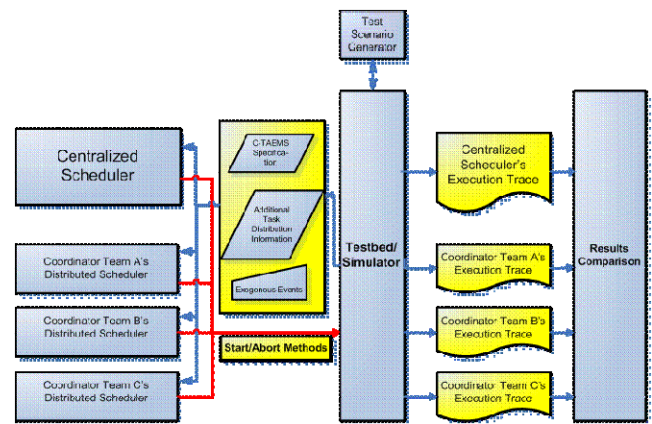 Test
Scenario
Generator
C-TAEMS
Specifica-
tion
Centralized
Scheduler
Additional
Task
Distribution
Information
Exogenous Events
Coordinator Team A's
Distributed Scheduler
Coordinator Team B's
Distributed Scheduler
Coordinator Team C's
Distributed Scheduler
Start/Abort Methods
Testbed/
Simulator
Centralized
Scheduler's
Execution Trace
Coordinator Team A's
Execution Trace
Coordinator Team B's
Execution Trace
Coordinator Team C's
Execution Trace
Results
Comparison